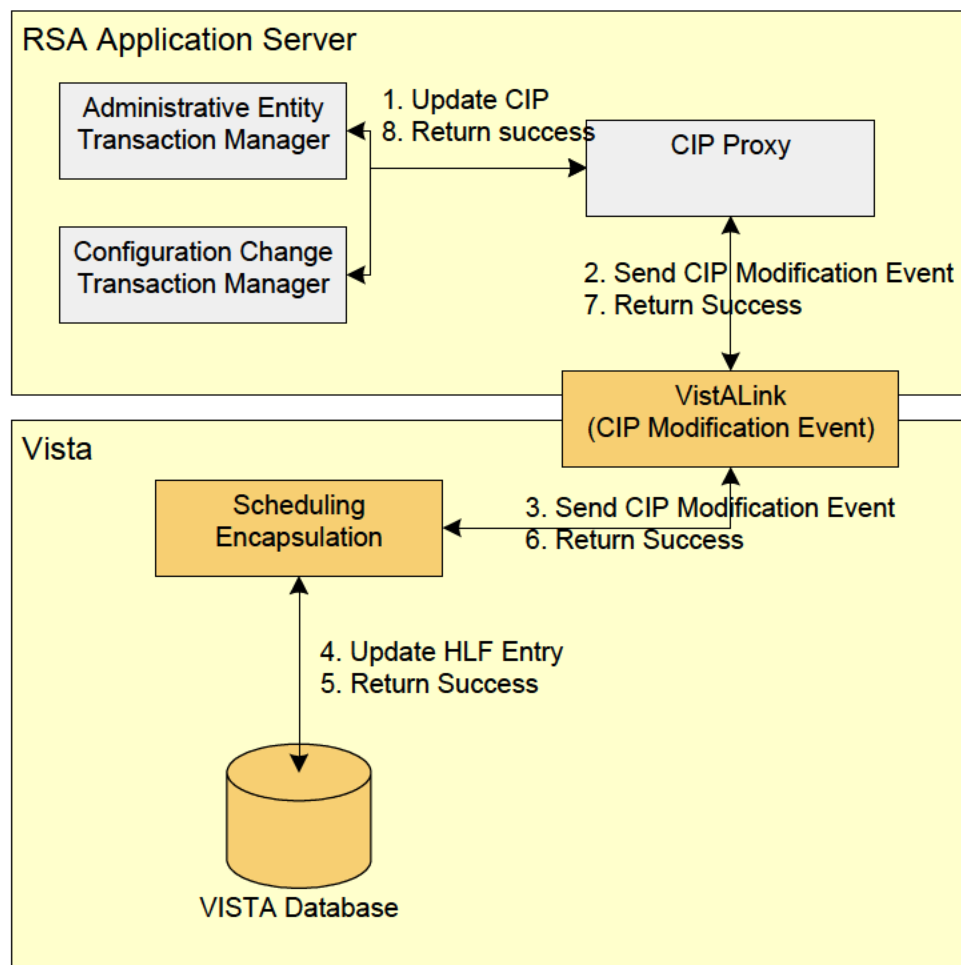 RSA Application Server
Administrative Entity
Transaction Manager
1. Update CIP
8. Return success
CIP Proxy
Configuration Change
Transaction Manager
2. Send CIP Modification Event
7. Return Success
VistALink
(CIP Modification Event)
Vista
Scheduling
Encapsulation
3. Send CIP Modification Event
6. Return Success
4. Update HLF Entry
5. Return Success
VISTA Database